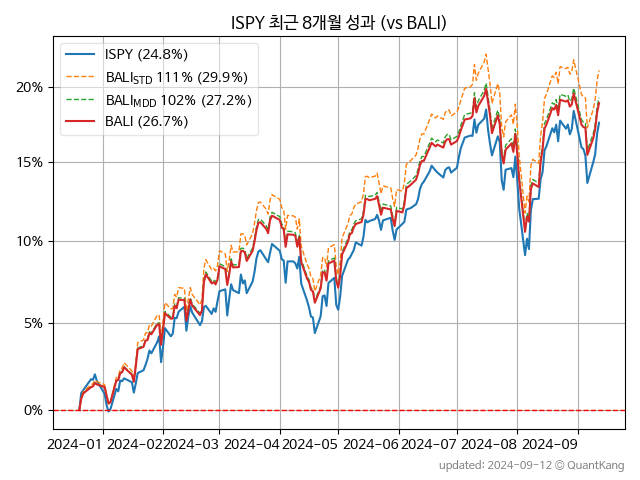 ISPY 최근 8개월 성과 (vs BALI)
ISPY (24.8%)
BALISTD 111% (29.9%)
BALIMDD 102% (27.2%)
BALI (26.7%)
20%
15%
10%
5%
0%
2024-01 2024-02 2024-03 2024-04 2024-05 2024-06 2024-07 2024-08 2024-09
updated: 2024-09-12 © QuantKang